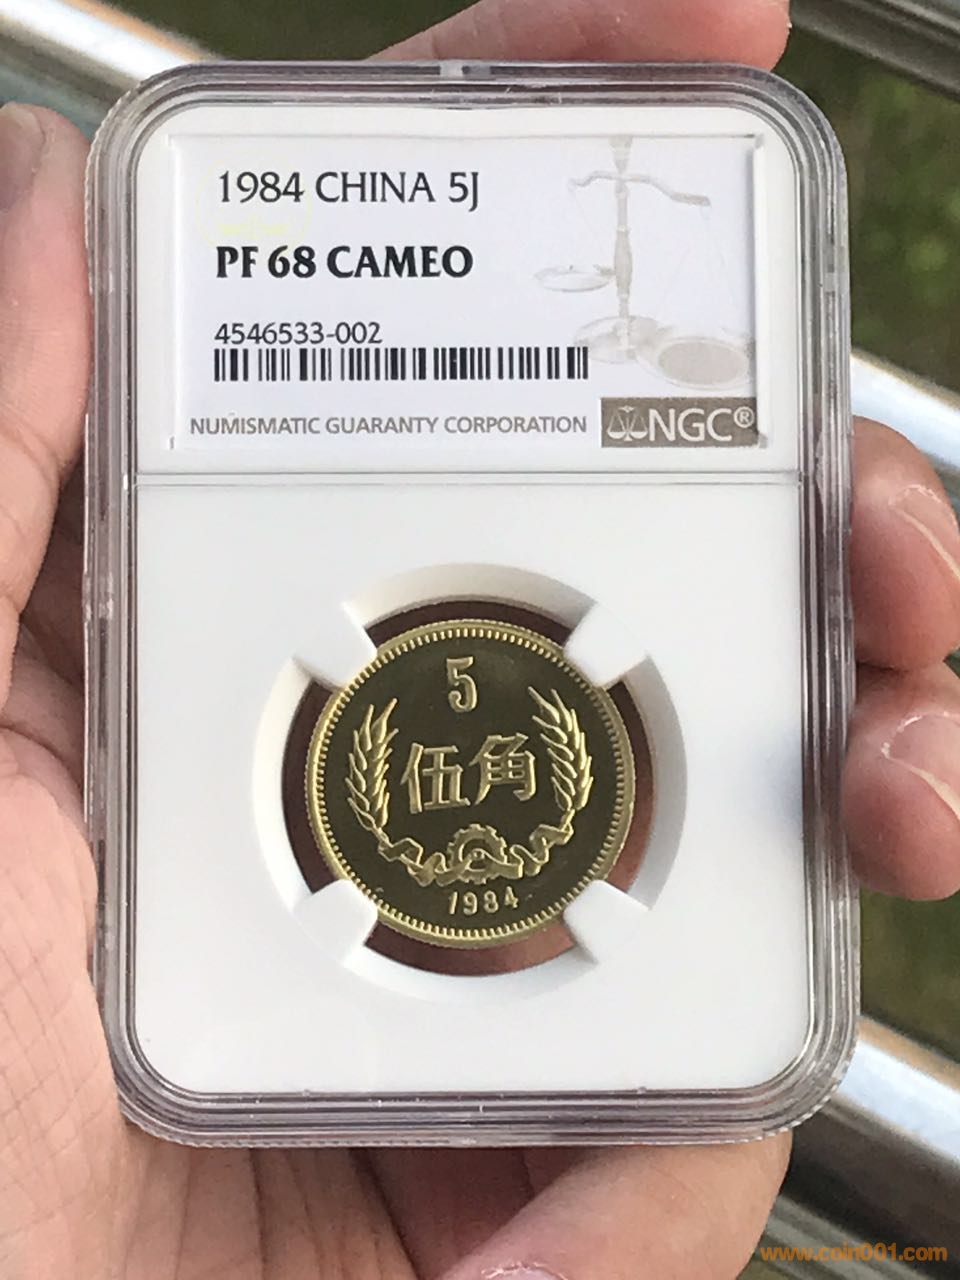 1984 CHINA 5J
PF 68 CAMEO
4546533-002
NUMISMATIC GUARANTY CORPORATION
NGC®
5
伍角
1984
www.coin001.com